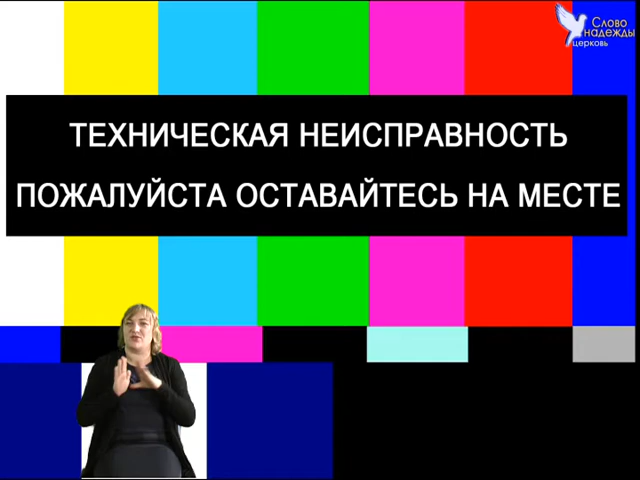 Слово
надежды
церковь
ТЕХНИЧЕСКАЯ НЕИСПРАВНОСТЬ
ПОЖАЛУЙСТА ОСТАВАЙТЕСЬ НА МЕСТЕ